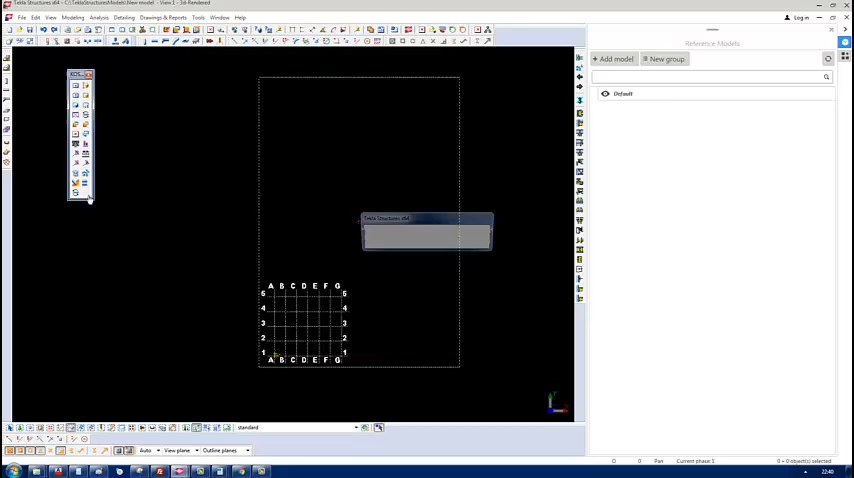 Tekla Structures x64 - C:\TeklaStructuresModels\New model - View 1 - 3d-Rendered
File Edit View Modeling Analysis Detailing Drawings & Reports Tools Window Help
Log in
Reference Models
Add model New group
Default
KOS...
Tekla Structures x64
A B C D E F G
5 5
4 4
3 3
2 2
1 1
A B C D E F G
standard
Auto View plane Outline planes
0 0 Pan Current phase: 1 0 + 0 object(s) selected
22:40